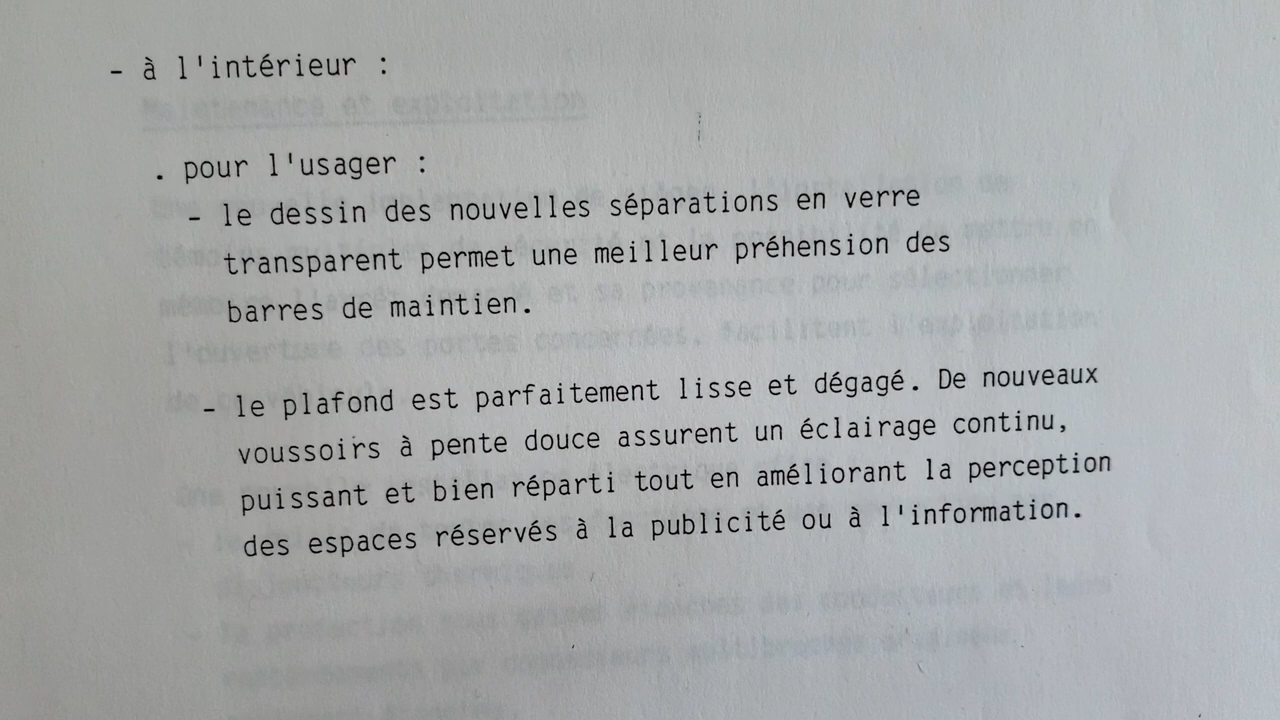 - à l'intérieur :
. pour l'usager :
- le dessin des nouvelles séparations en verre
transparent permet une meilleur préhension des
barres de maintien.
- le plafond est parfaitement lisse et dégagé. De nouveaux
voussoirs à pente douce assurent un éclairage continu,
puissant et bien réparti tout en améliorant la perception
des espaces réservés à la publicité ou à l'information.